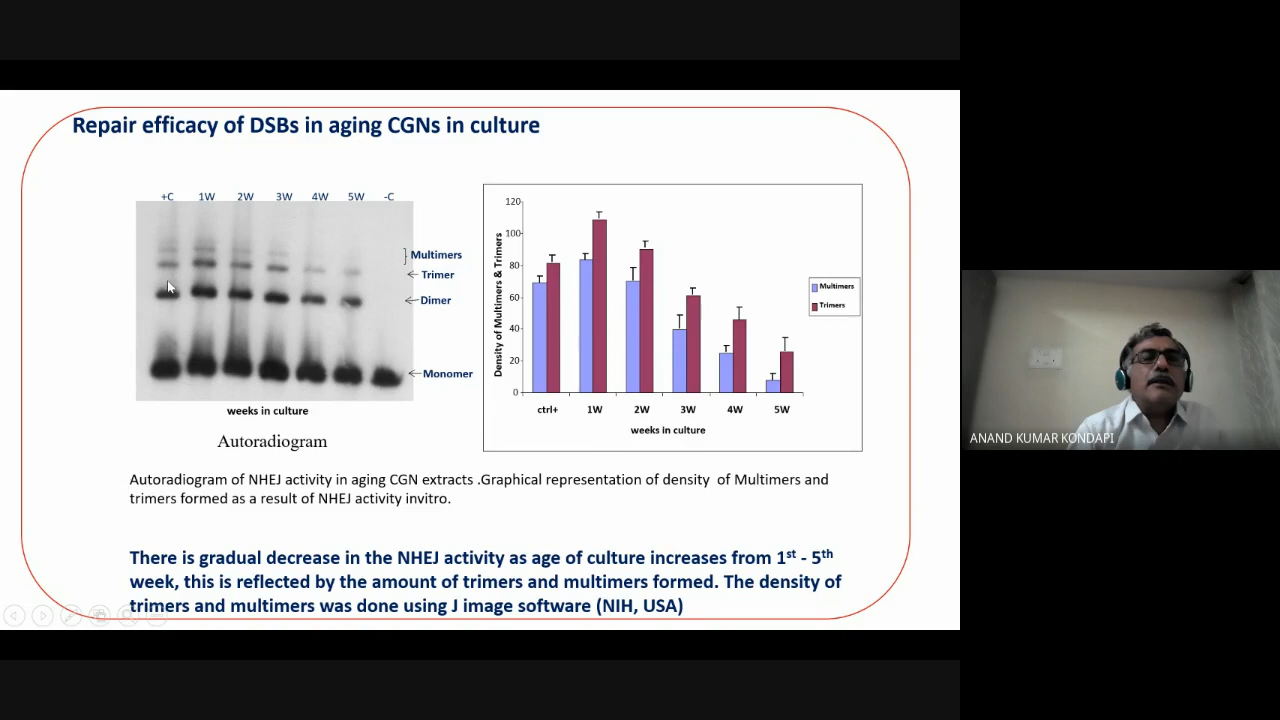 Repair efficacy of DSBs in aging CGNs in culture
+C 1W 2W 3W 4W 5W -C
Multimers
Trimer
Dimer
Monomer
weeks in culture
Autoradiogram
Density of Multimers & Trimers
120
100
80
60
40
20
0
ctrl+ 1W 2W 3W 4W 5W
weeks in culture
Multimers
Trimers
Autoradiogram of NHEJ activity in aging CGN extracts .Graphical representation of density of Multimers and
trimers formed as a result of NHEJ activity invitro.
There is gradual decrease in the NHEJ activity as age of culture increases from 1st - 5th
week, this is reflected by the amount of trimers and multimers formed. The density of
trimers and multimers was done using J image software (NIH, USA)
ANAND KUMAR KONDAPI